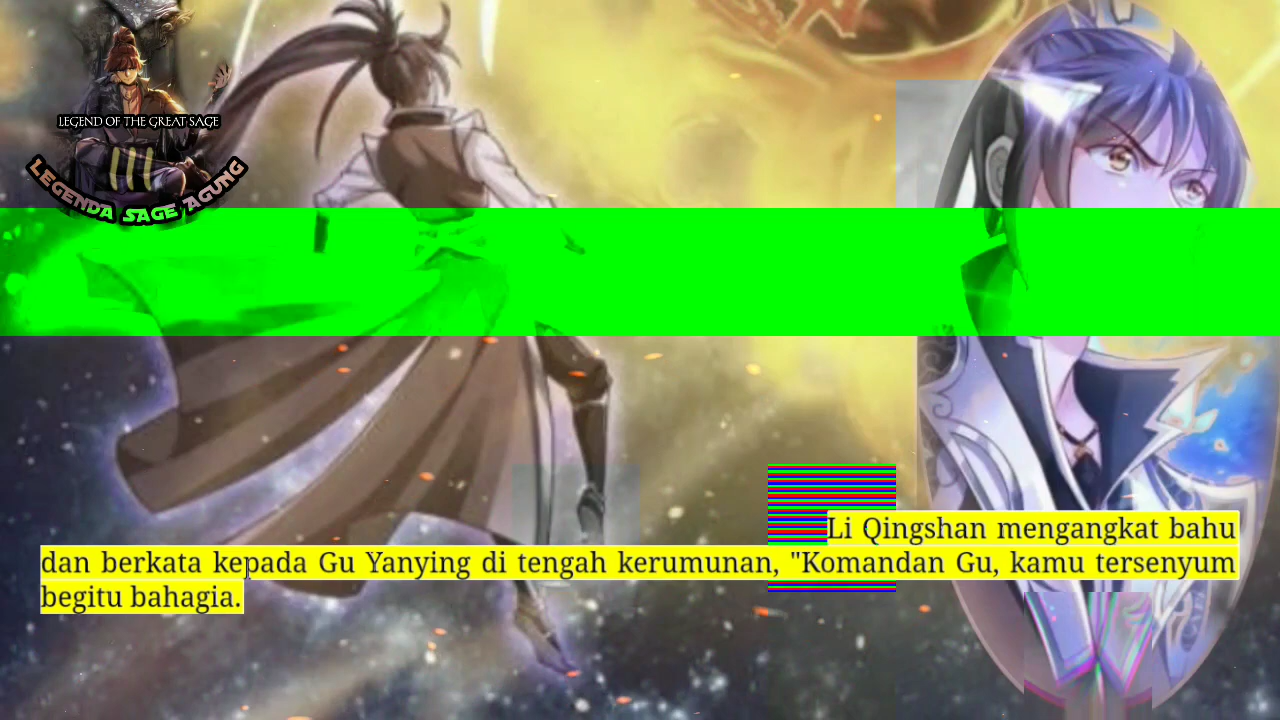 LEGEND OF THE GREAT SAGE
LEGENDA SAGE AGUNG
Li Qingshan mengangkat bahu
dan berkata kepada Gu Yanying di tengah kerumunan, "Komandan Gu, kamu tersenyum
begitu bahagia.